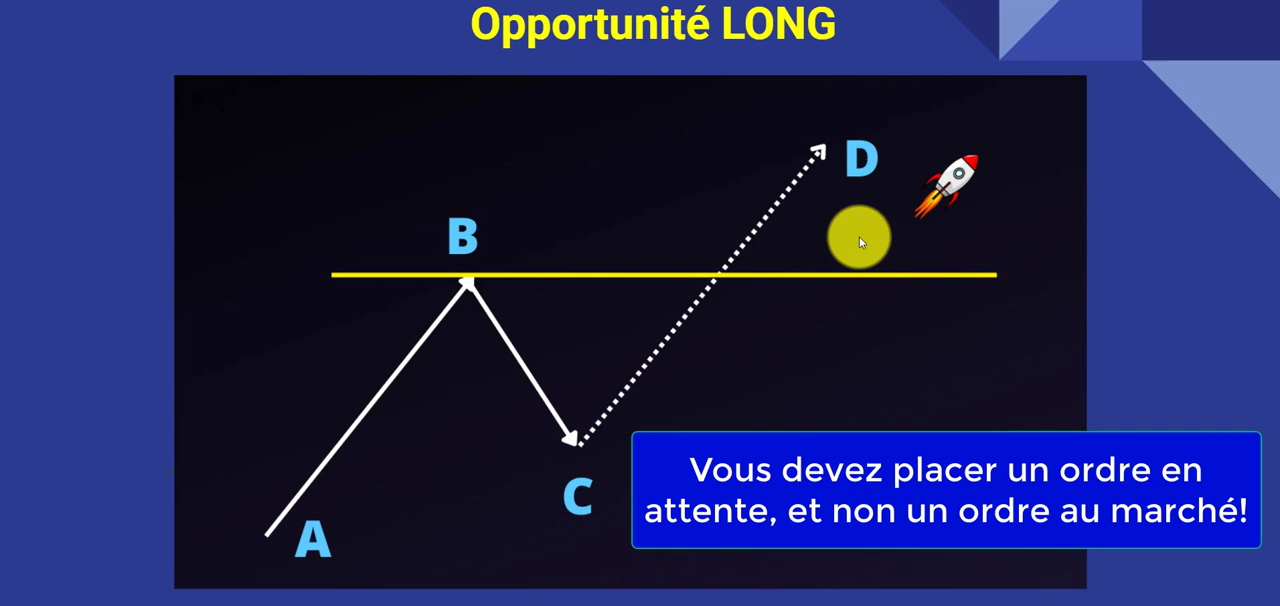 Opportunité LONG
D
B
C
A
Vous devez placer un ordre en
attente, et non un ordre au marché!